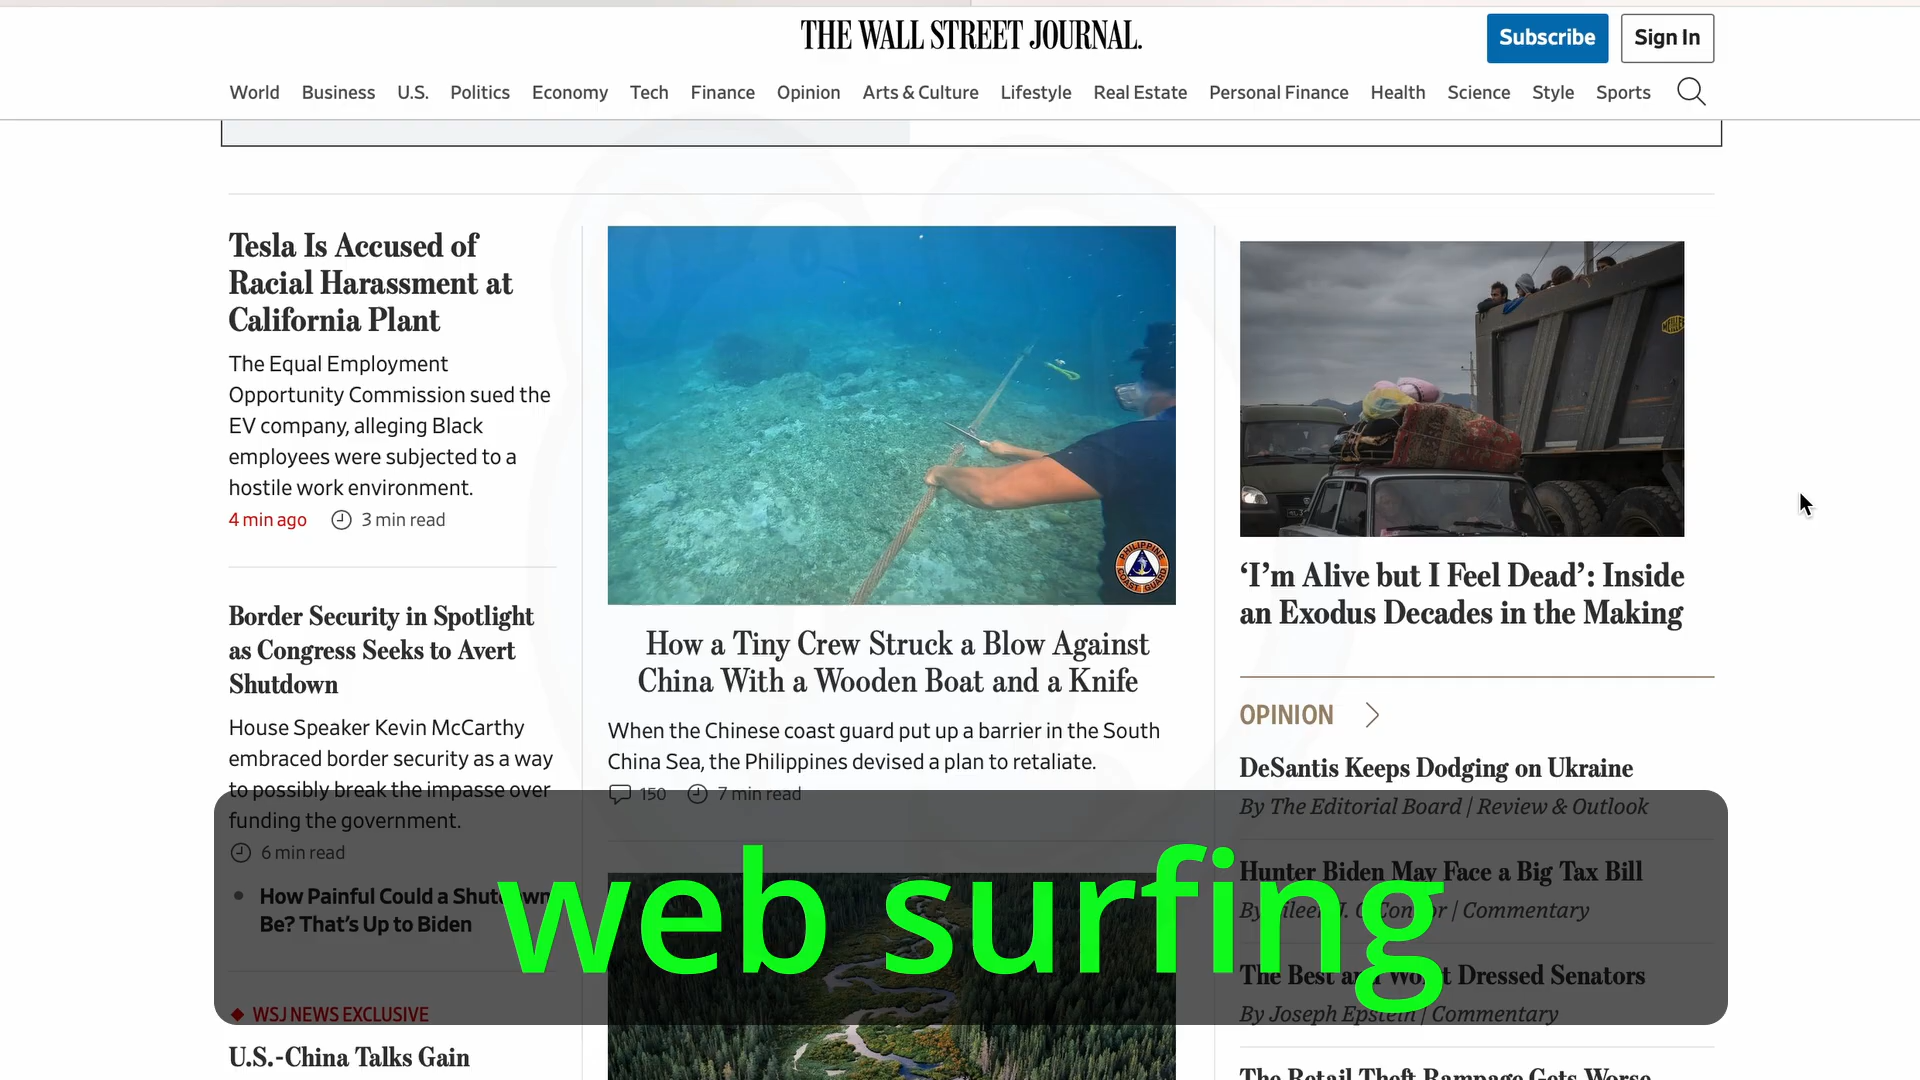 THE WALL STREET JOURNAL.
Subscribe
Sign In
World Business U.S. Politics Economy Tech Finance Opinion Arts & Culture Lifestyle Real Estate Personal Finance Health Science Style Sports
Tesla Is Accused of
Racial Harassment at
California Plant
The Equal Employment
Opportunity Commission sued the
EV company, alleging Black
employees were subjected to a
hostile work environment.
4 min ago 3 min read
Border Security in Spotlight
as Congress Seeks to Avert
Shutdown
House Speaker Kevin McCarthy
embraced border security as a way
to possibly break the impasse over
funding the government.
6 min read
How Painful Could a Shutdown
Be? That's Up to Biden
WSJ NEWS EXCLUSIVE
U.S.-China Talks Gain
PHILIPPINE
COAST GUARD
How a Tiny Crew Struck a Blow Against
China With a Wooden Boat and a Knife
When the Chinese coast guard put up a barrier in the South
China Sea, the Philippines devised a plan to retaliate.
150 7 min read
‘I’m Alive but I Feel Dead’: Inside
an Exodus Decades in the Making
OPINION
DeSantis Keeps Dodging on Ukraine
By The Editorial Board | Review & Outlook
Hunter Biden May Face a Big Tax Bill
By Eileen J. O'Connor | Commentary
The Best and Worst Dressed Senators
By Joseph Epstein | Commentary
The Retail Theft Rampage Gets Worse
web surfing